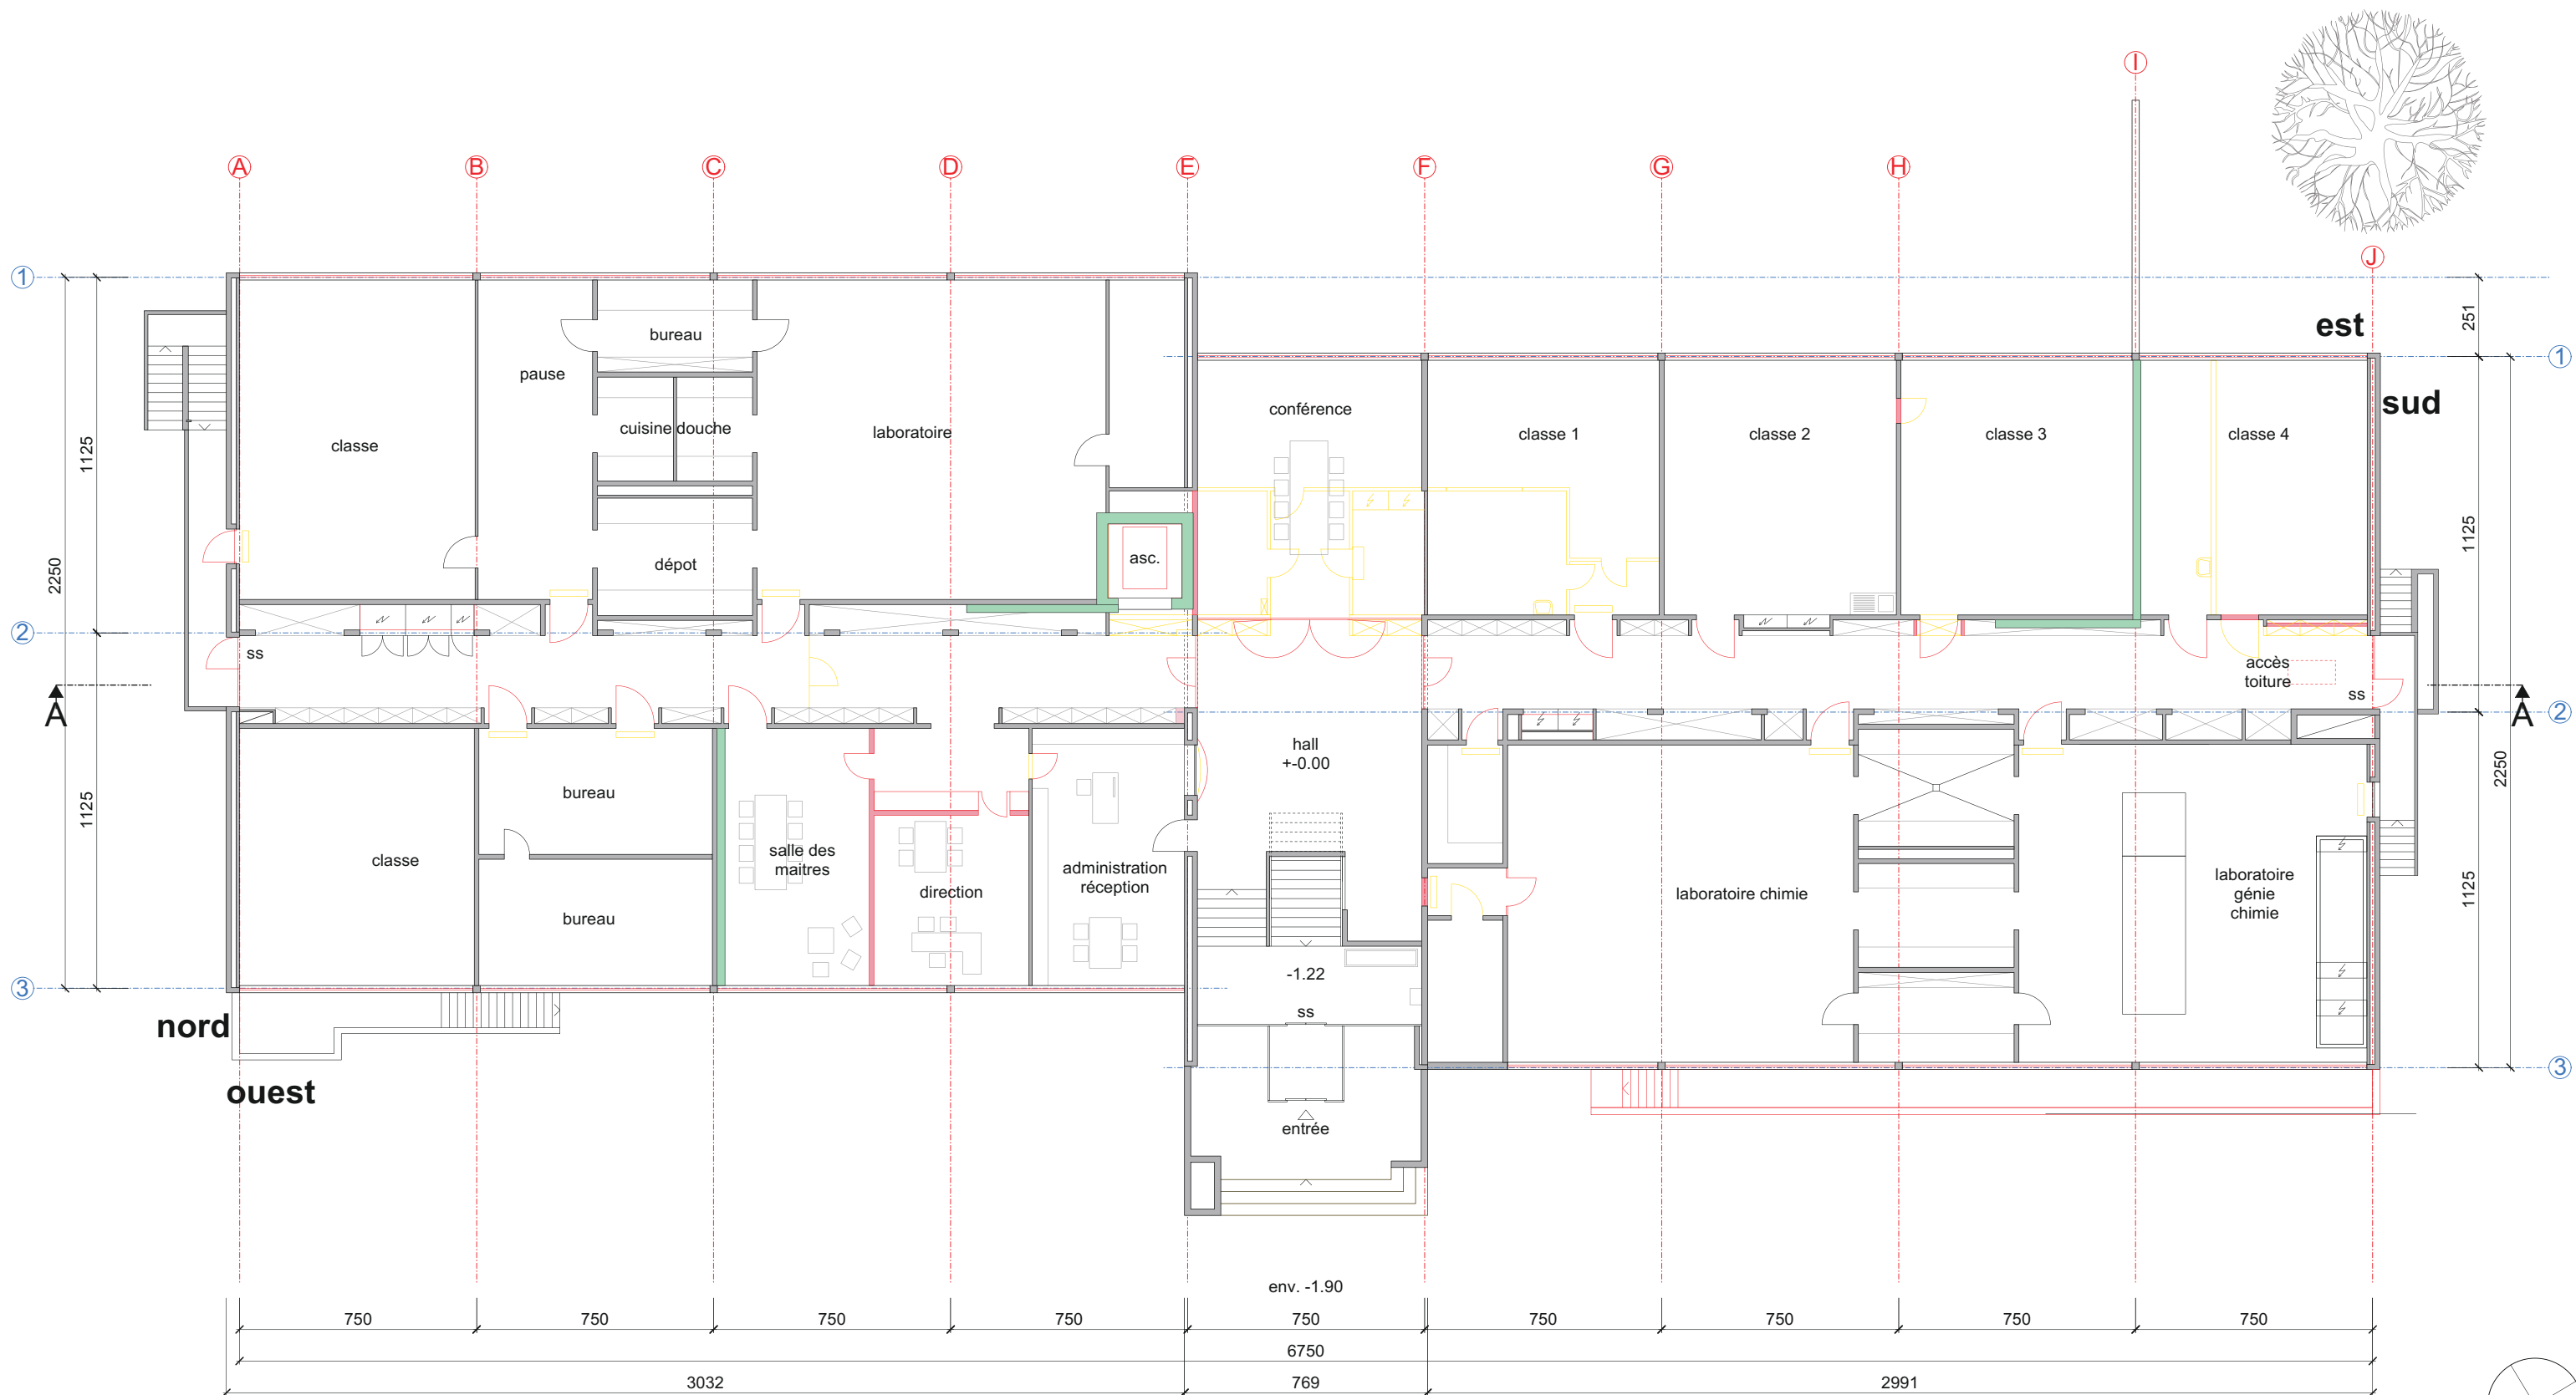 I
A
B
C
D
E
F
G
H
J
1
251
est
1
bureau
pause
sud
conférence
cuisine douche
laboratoire
classe 1
classe 2
classe 3
classe 4
classe
1125
1125
asc.
dépot
2250
2
ss
accès
toiture
ss
A
A
2
hall
+-0.00
2250
bureau
1125
classe
salle des
maitres
administration
réception
direction
laboratoire chimie
laboratoire
génie
chimie
1125
bureau
-1.22
3
ss
nord
3
ouest
entrée
env. -1.90
750
750
750
750
750
750
750
750
750
6750
3032
769
2991